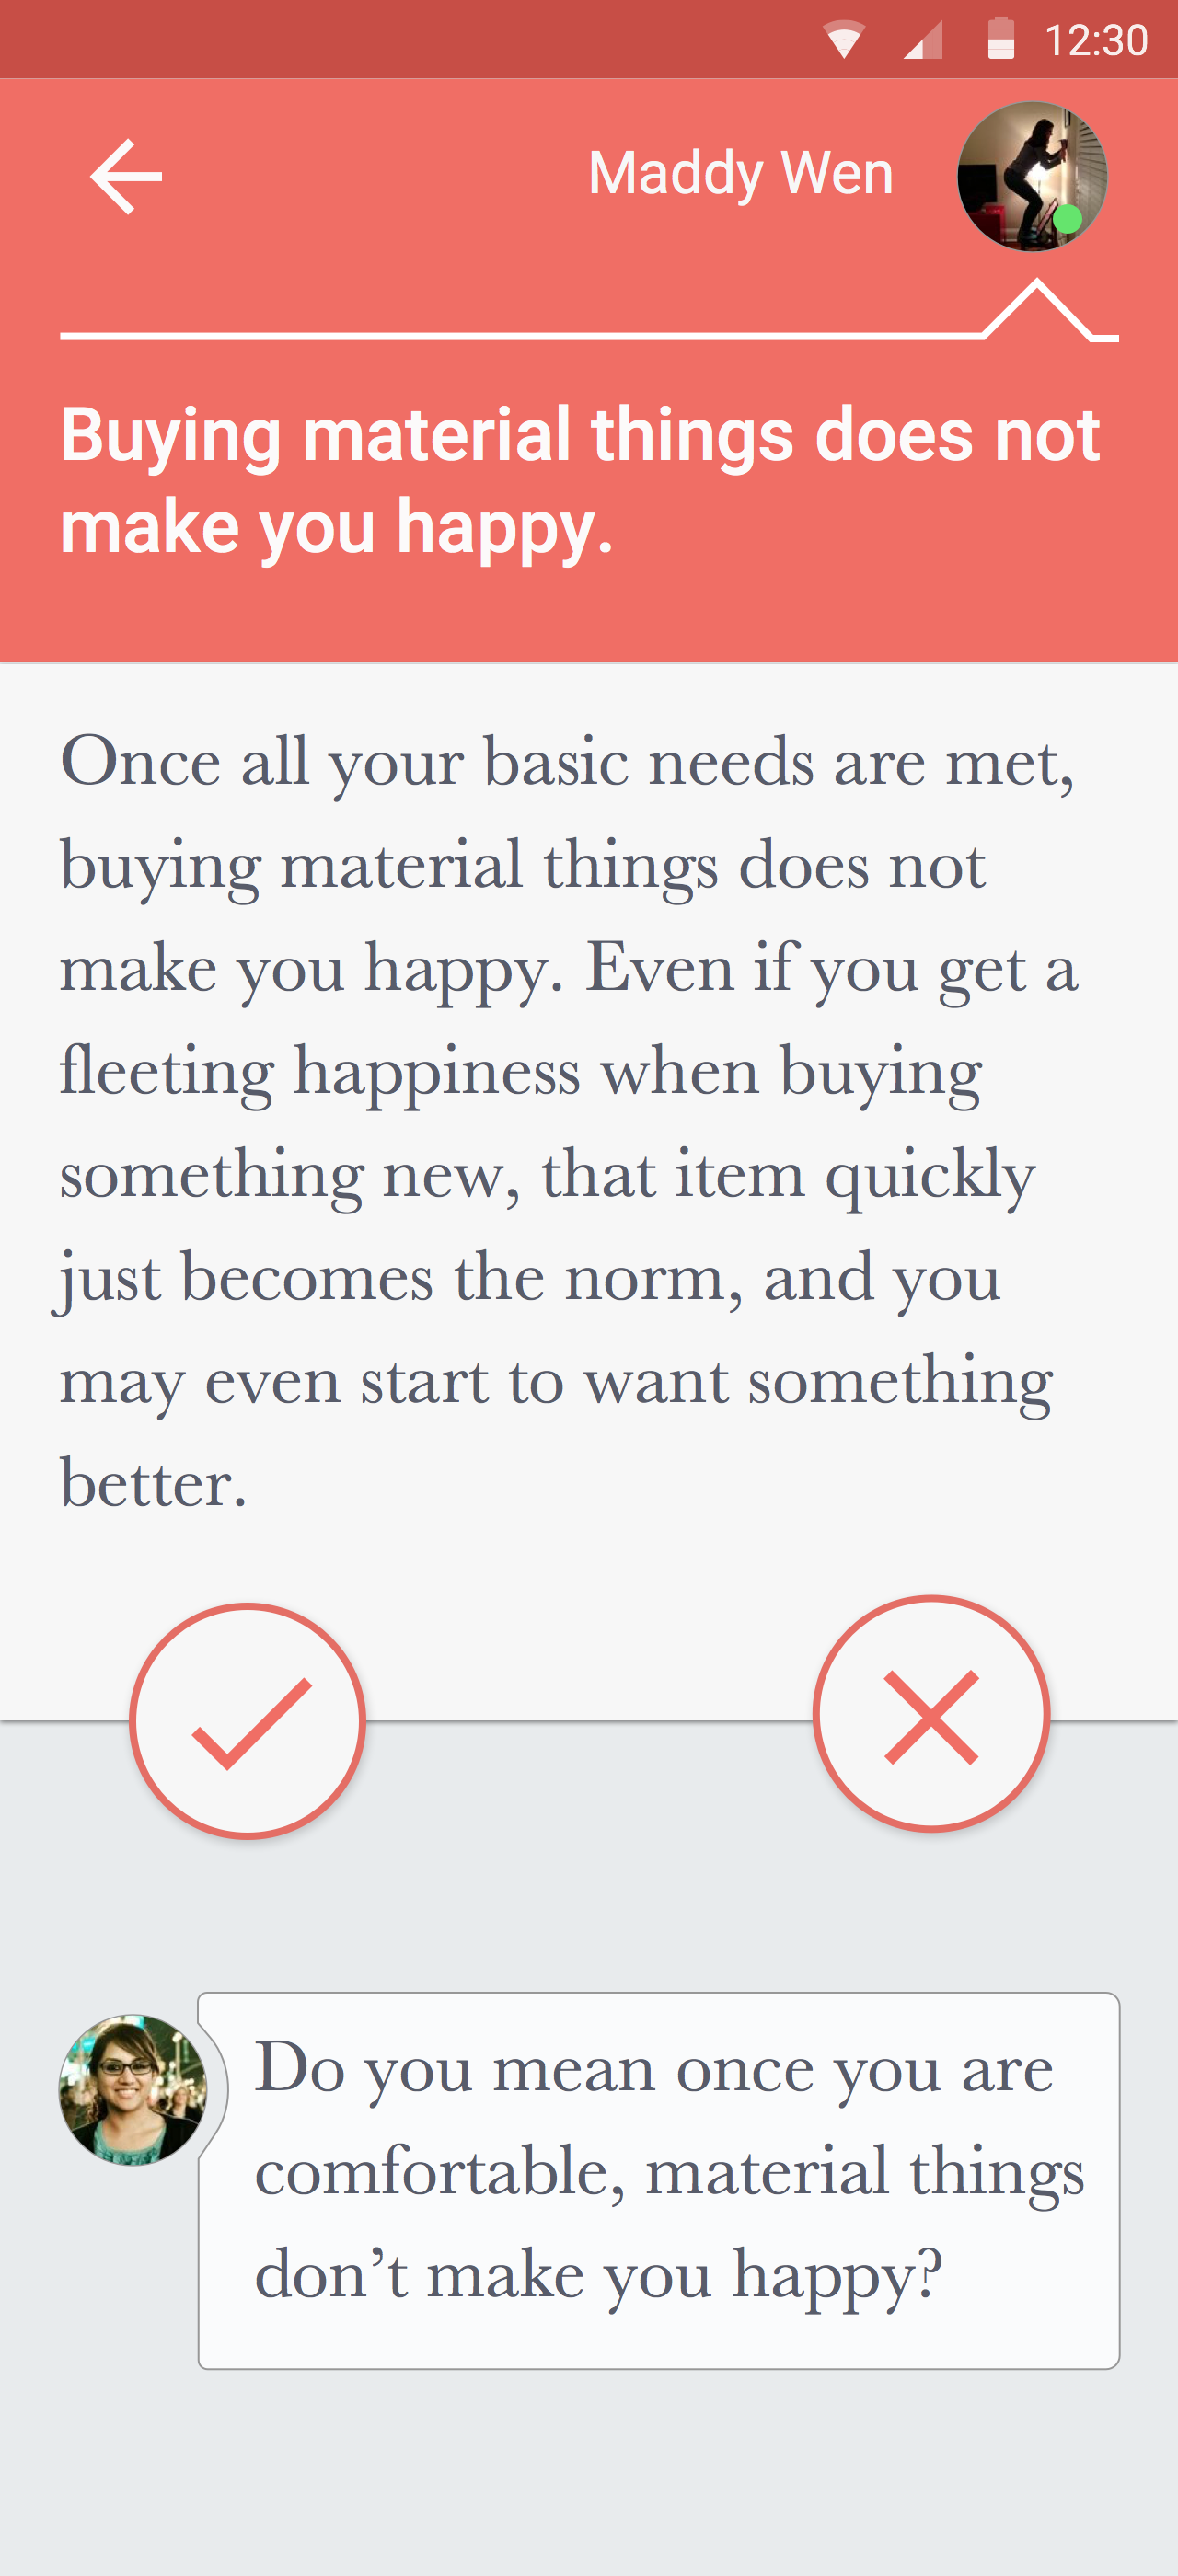 12:30
Maddy Wen
Buying material things does not
make you happy.
Once all your basic needs are met,
buying material things does not
make you happy. Even if you get a
fleeting happiness when buying
something new, that item quickly
just becomes the norm, and you
may even start to want something
better.
Do you mean once you are
comfortable, material things
don’t make you happy?